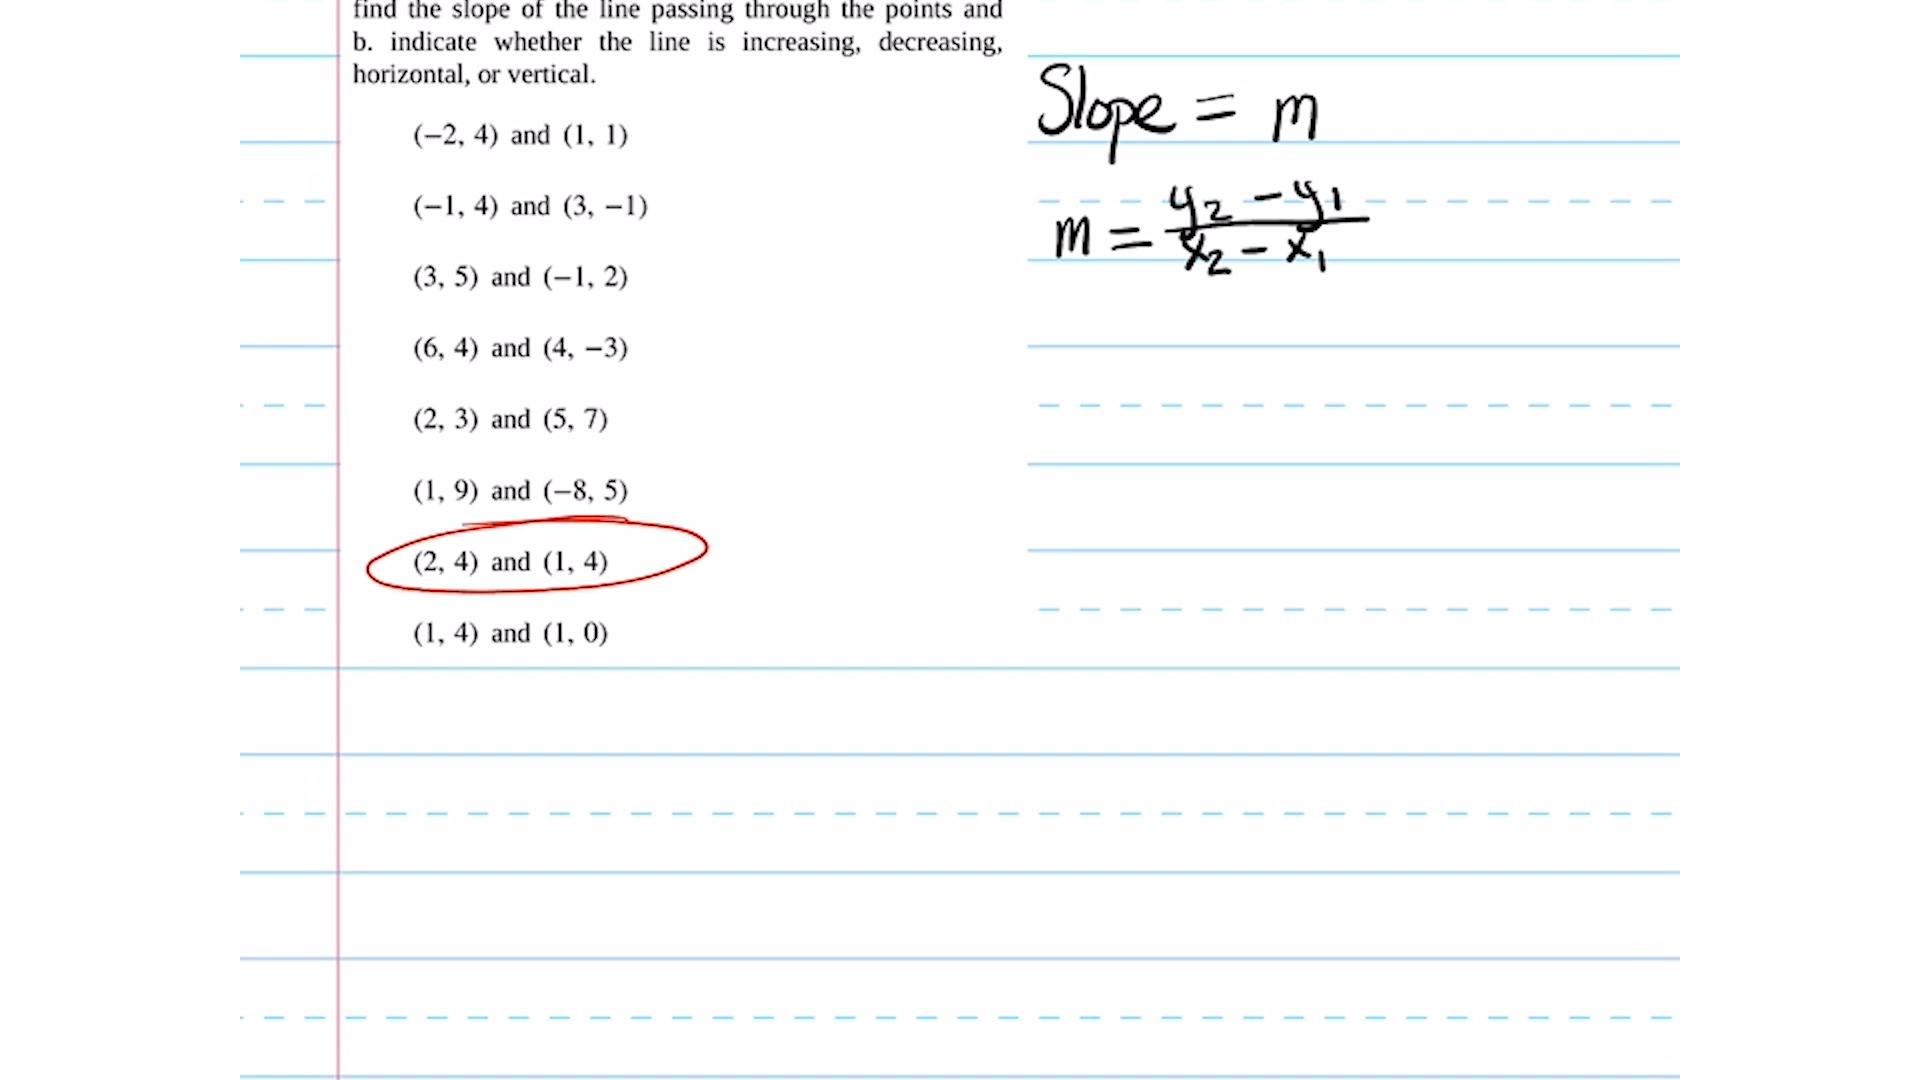 find the slope of the line passing through the points and
b. indicate whether the line is increasing, decreasing,
horizontal, or vertical.
(−2, 4) and (1, 1)
(−1, 4) and (3, −1)
(3, 5) and (−1, 2)
(6, 4) and (4, −3)
(2, 3) and (5, 7)
(1, 9) and (−8, 5)
(2, 4) and (1, 4)
(1, 4) and (1, 0)
Slope = m
m = y₂ − y₁
x₂ − x₁